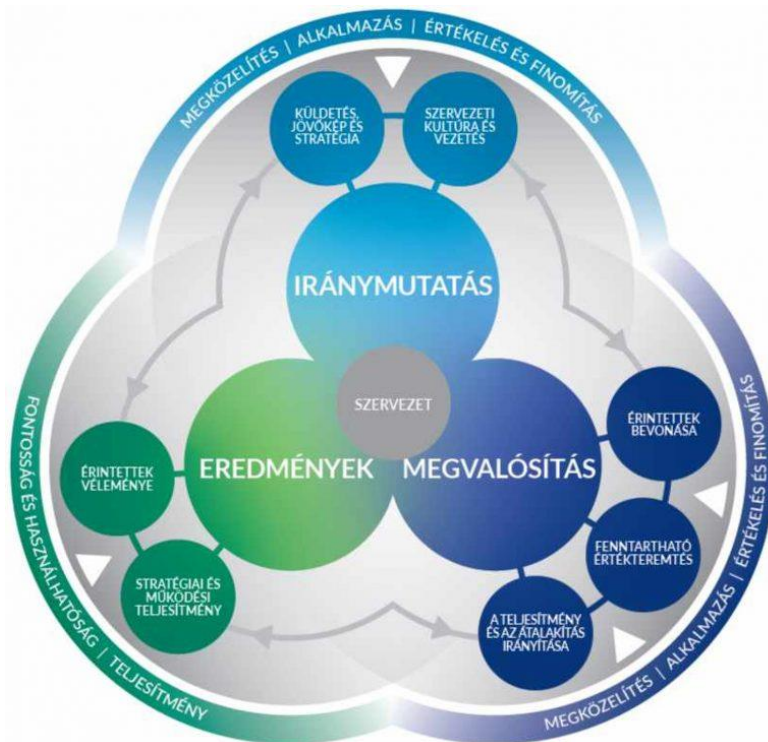 MEGKÖZELÍTÉS | ALKALMAZÁS | ÉRTÉKELÉS ÉS FINOMÍTÁS
KÜLDETÉS,
JÖVŐKÉP ÉS
STRATÉGIA
SZERVEZETI
KULTÚRA ÉS
VEZETÉS
IRÁNYMUTATÁS
SZERVEZET
EREDMÉNYEK
MEGVALÓSÍTÁS
ÉRINTETTEK
VÉLEMÉNYE
STRATÉGIAI ÉS
MŰKÖDÉSI
TELJESÍTMÉNY
ÉRINTETTEK
BEVONÁSA
FENNTARTHATÓ
ÉRTÉKTEREMTÉS
A TELJESÍTMÉNY
ÉS AZ ÁTALAKÍTÁS
IRÁNYÍTÁSA
FONTOSSÁG ÉS HASZNÁLHATÓSÁG | TELJESÍTMÉNY
MEGKÖZELÍTÉS | ALKALMAZÁS | ÉRTÉKELÉS ÉS FINOMÍTÁS